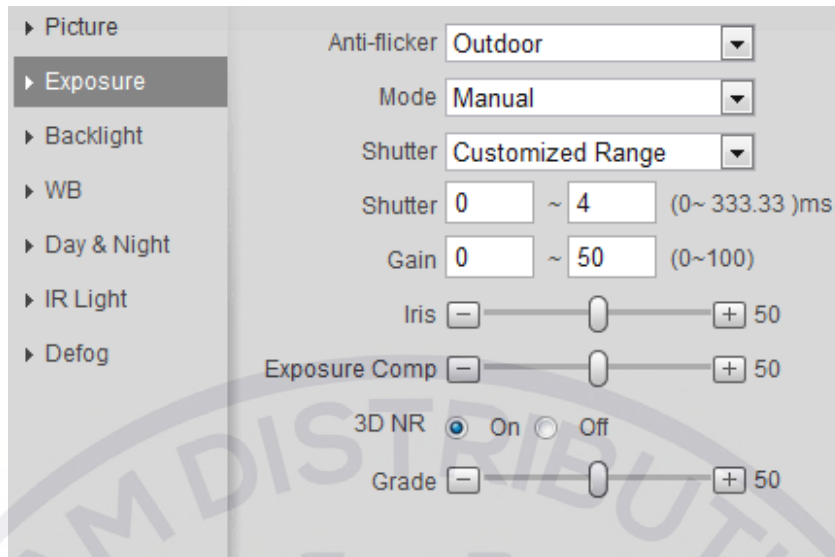 Picture
Exposure
Backlight
WB
Day & Night
IR Light
Defog
Anti-flicker Outdoor
Mode Manual
Shutter Customized Range
Shutter 0 ~ 4 (0~ 333.33 )ms
Gain 0 ~ 50 (0~100)
Iris 50
Exposure Comp 50
3D NR On Off
Grade 50